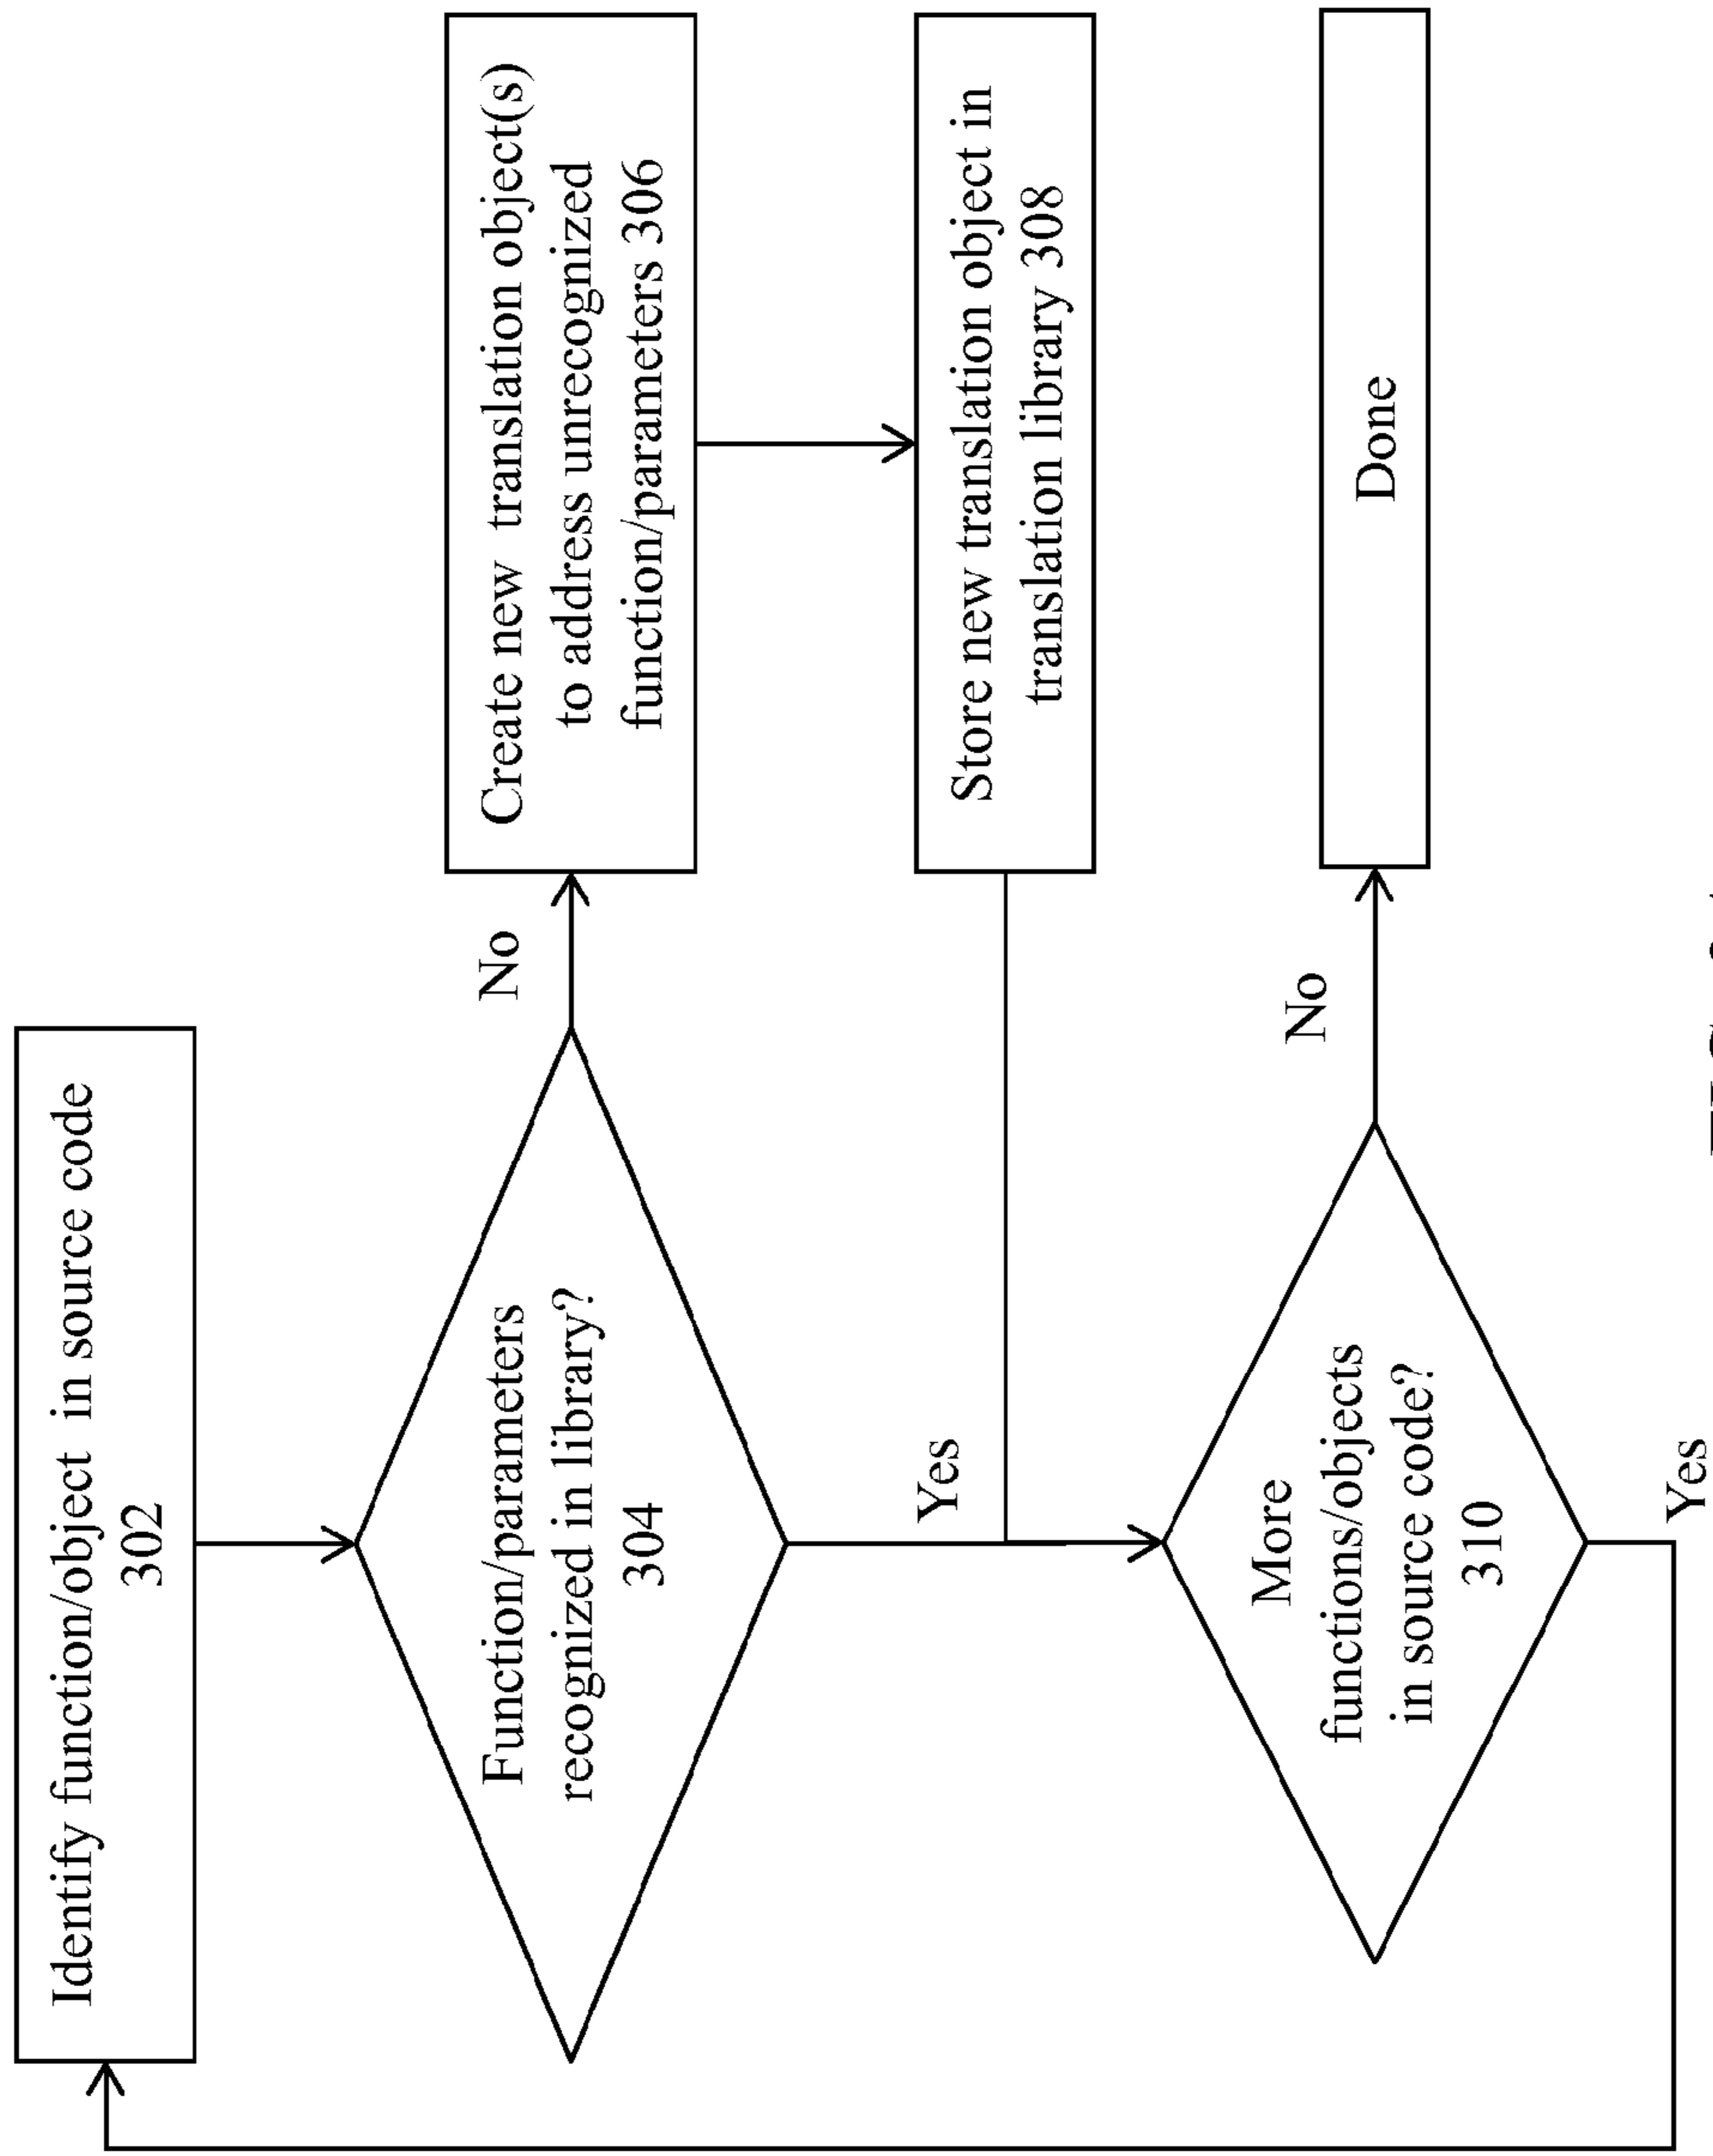 Identify function/object in source code
302
Function/parameters
recognized in library?
304
No
Create new translation object(s)
to address unrecognized
function/parameters 306
Store new translation object in
translation library 308
Yes
More
functions/objects
in source code?
310
No
Done
Yes